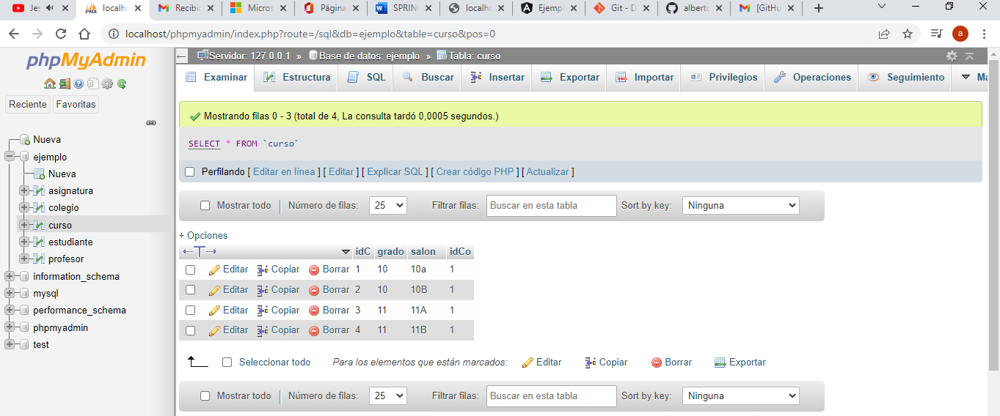 Jes
localho
Recibid
Micros
Página
SPRING
localho
Ejempl
Git - D
alberto
[GitHu
localhost/phpmyadmin/index.php?route=/sql&db=ejemplo&table=curso&pos=0
a
phpMyAdmin
Reciente Favoritas
Nueva
ejemplo
Nueva
asignatura
colegio
curso
estudiante
profesor
information_schema
mysql
performance_schema
phpmyadmin
test
Servidor: 127.0.0.1 » Base de datos: ejemplo » Tabla: curso
Examinar Estructura SQL Buscar Insertar Exportar Importar Privilegios Operaciones Seguimiento Má
Mostrando filas 0 - 3 (total de 4, La consulta tardó 0,0005 segundos.)
SELECT * FROM `curso`
Perfilando [ Editar en línea ] [ Editar ] [ Explicar SQL ] [ Crear código PHP ] [ Actualizar ]
Mostrar todo Número de filas: 25 Filtrar filas: Buscar en esta tabla Sort by key: Ninguna
+ Opciones
idC grado salon idCo
Editar Copiar Borrar 1 10 10a 1
Editar Copiar Borrar 2 10 10B 1
Editar Copiar Borrar 3 11 11A 1
Editar Copiar Borrar 4 11 11B 1
Seleccionar todo Para los elementos que están marcados: Editar Copiar Borrar Exportar
Mostrar todo Número de filas: 25 Filtrar filas: Buscar en esta tabla Sort by key: Ninguna